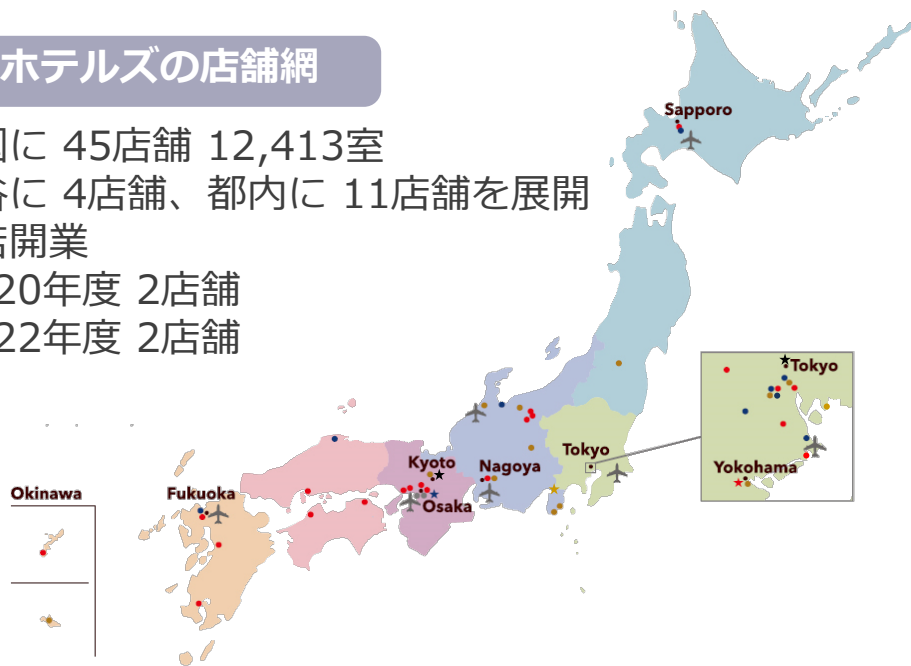 ホテルズの店舗網
に 45店舗 12,413室
に 4店舗、都内に 11店舗を展開
開業
20年度 2店舗
22年度 2店舗
Sapporo
Tokyo
Tokyo
Kyoto
Nagoya
Yokohama
Okinawa
Fukuoka
Osaka